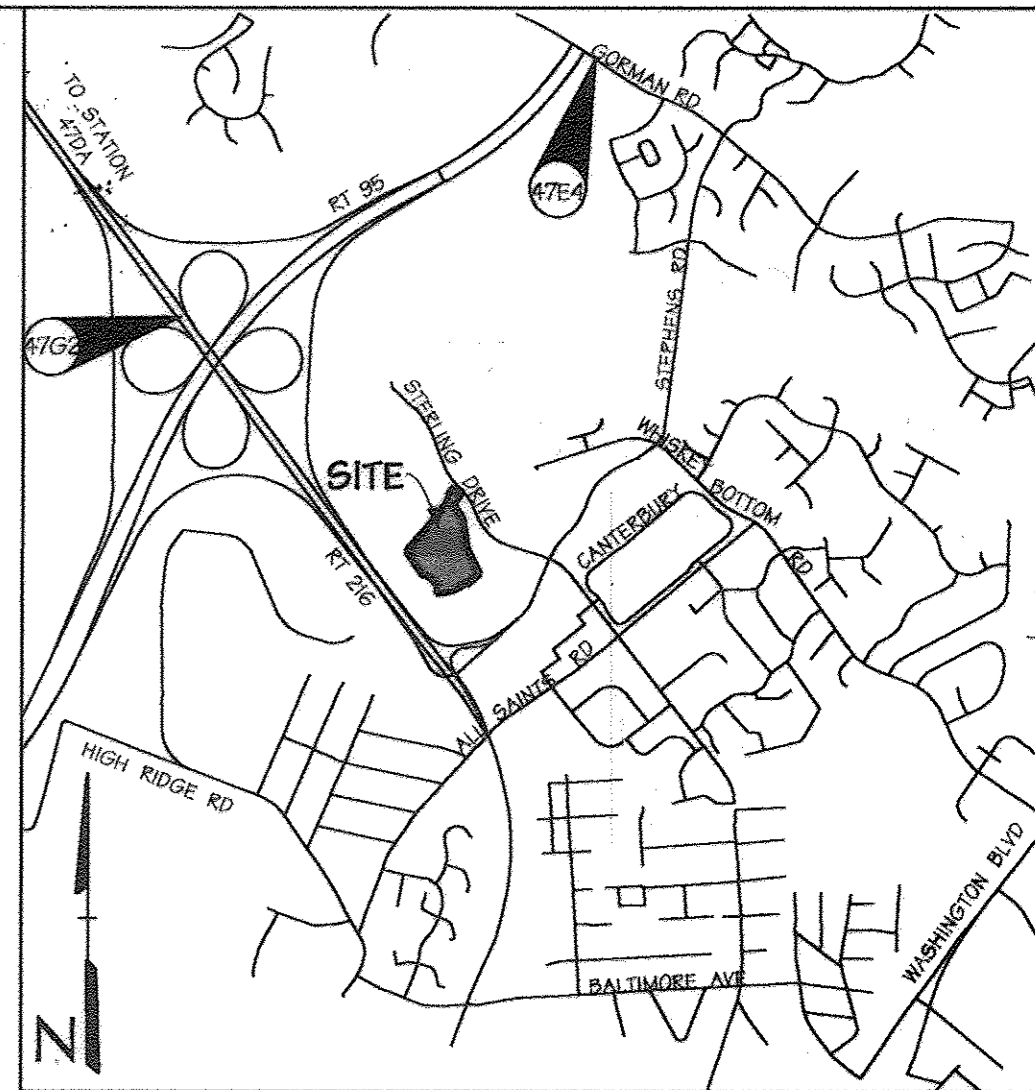 GORMAN RD
TO STATION
47DA
RT 95
47E4
STEPHENS RD
47G2
STERLING DRIVE
WHISKEY BOTTOM RD
SITE
CANTERBURY
RT 216
ALL SAINTS RD
HIGH RIDGE RD
WASHINGTON BLVD
BALTIMORE AVE
N